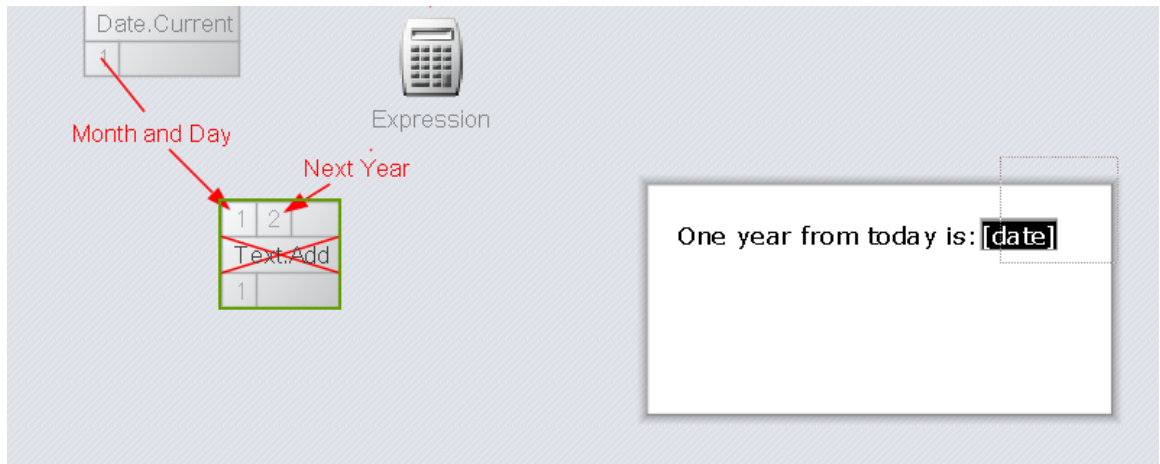 Date.Current
1
Expression
Month and Day
Next Year
1 2
Text.Add
1
One year from today is: [date]